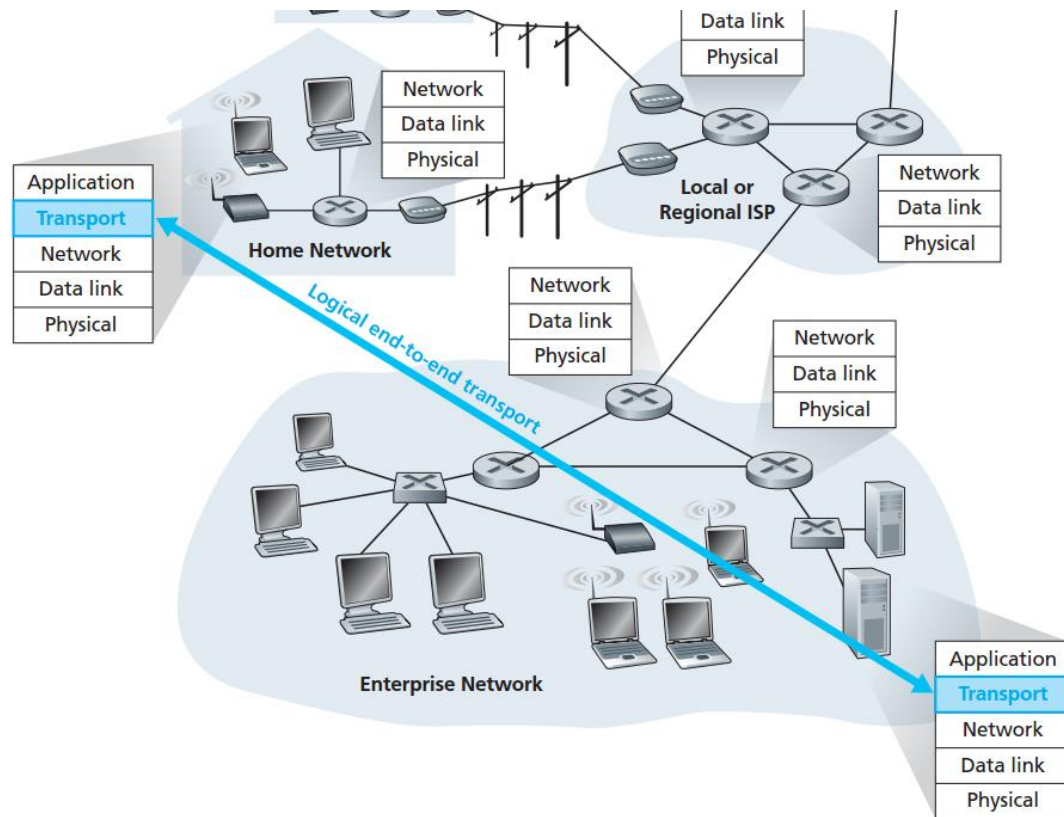 Data link
Physical
Network
Data link
Physical
Application
Transport
Network
Data link
Physical
Home Network
Local or
Regional ISP
Network
Data link
Physical
Network
Data link
Physical
Network
Data link
Physical
Logical end-to-end transport
Enterprise Network
Application
Transport
Network
Data link
Physical